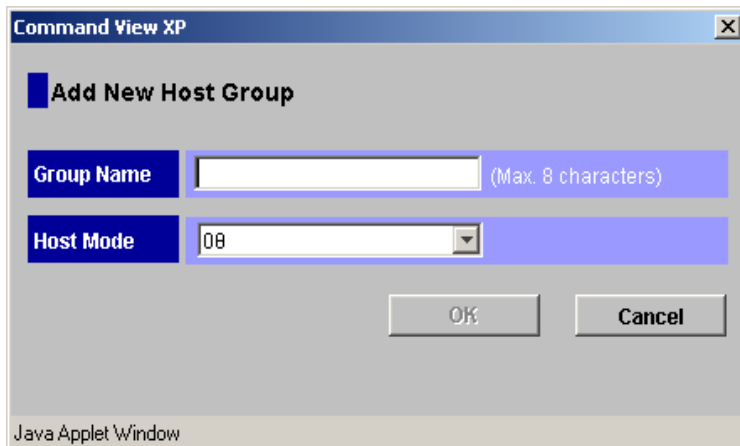 Command View XP
Add New Host Group
Group Name (Max. 8 characters)
Host Mode 08
OK Cancel
Java Applet Window